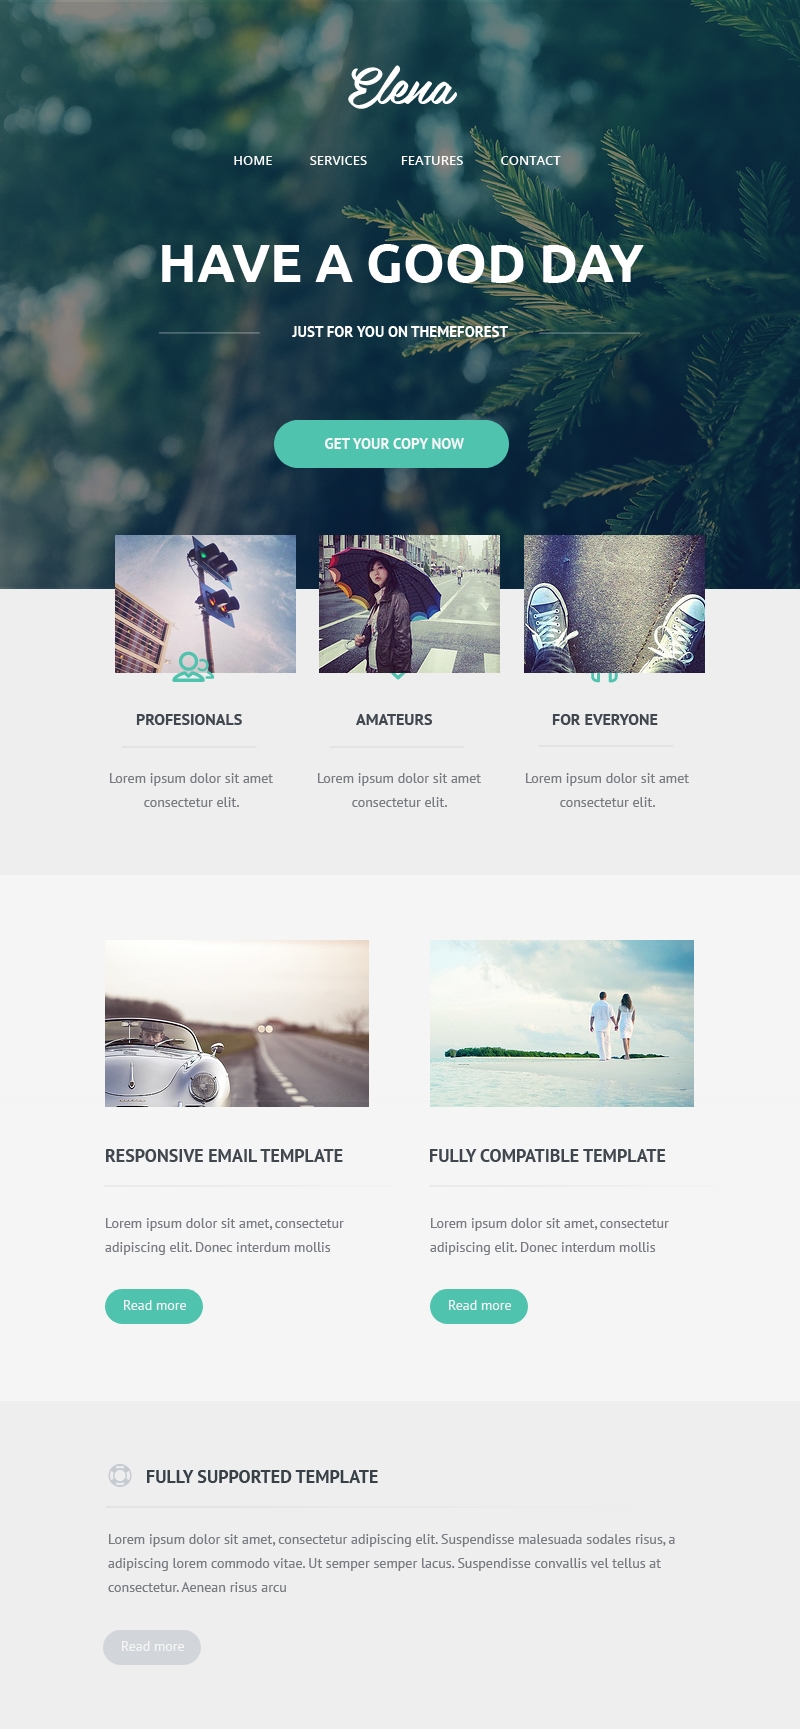 Elena
HOME SERVICES FEATURES CONTACT
HAVE A GOOD DAY
JUST FOR YOU ON THEMEFOREST
GET YOUR COPY NOW
PROFESIONALS
Lorem ipsum dolor sit amet
consectetur elit.
AMATEURS
Lorem ipsum dolor sit amet
consectetur elit.
FOR EVERYONE
Lorem ipsum dolor sit amet
consectetur elit.
RESPONSIVE EMAIL TEMPLATE
Lorem ipsum dolor sit amet, consectetur
adipiscing elit. Donec interdum mollis
Read more
FULLY COMPATIBLE TEMPLATE
Lorem ipsum dolor sit amet, consectetur
adipiscing elit. Donec interdum mollis
Read more
FULLY SUPPORTED TEMPLATE
Lorem ipsum dolor sit amet, consectetur adipiscing elit. Suspendisse malesuada sodales risus, a
adipiscing lorem commodo vitae. Ut semper semper lacus. Suspendisse convallis vel tellus at
consectetur. Aenean risus arcu
Read more